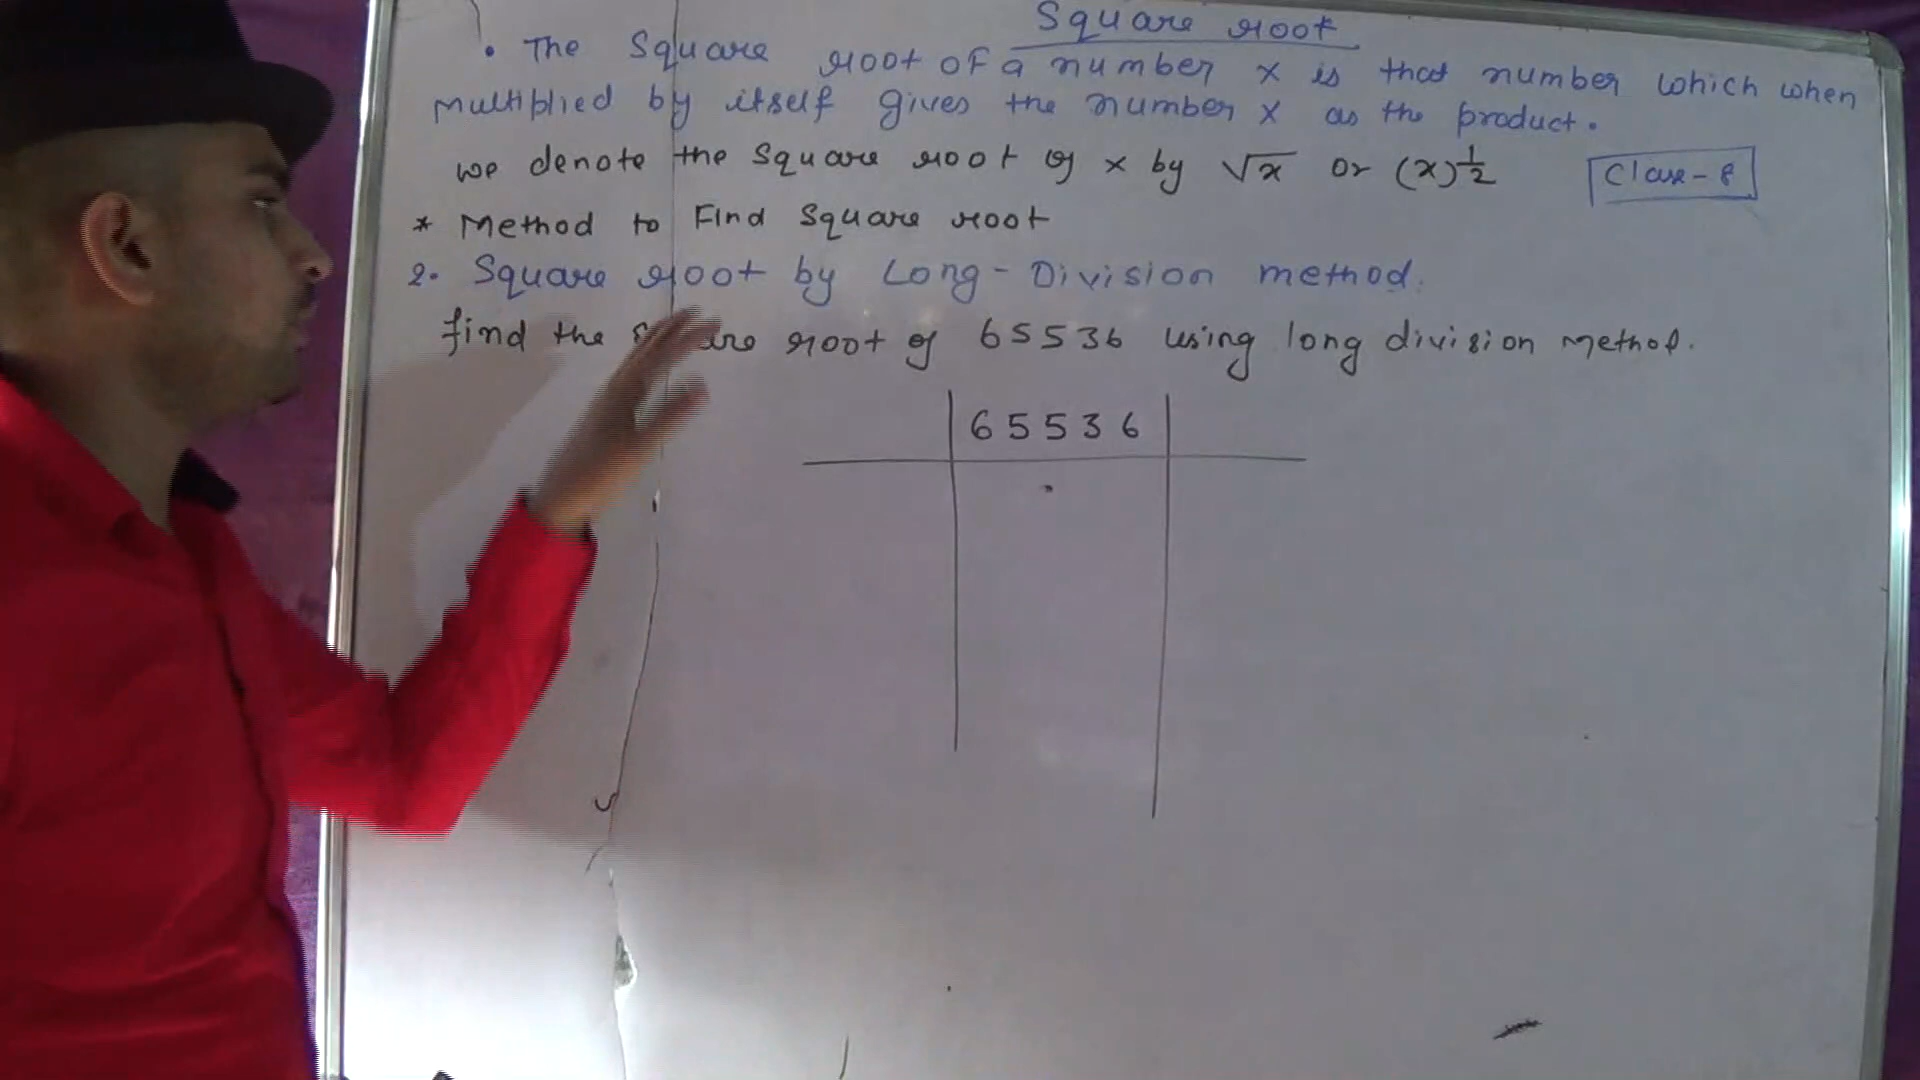 Square root
• The Square root of a number x is that number which when
multiplied by itself gives the number x as the product.
we denote the square root of x by √x or (x)½
Class-8
* Method to Find Square root
2. Square root by Long-Division method.
find the root of 65536 using long division method.
65536